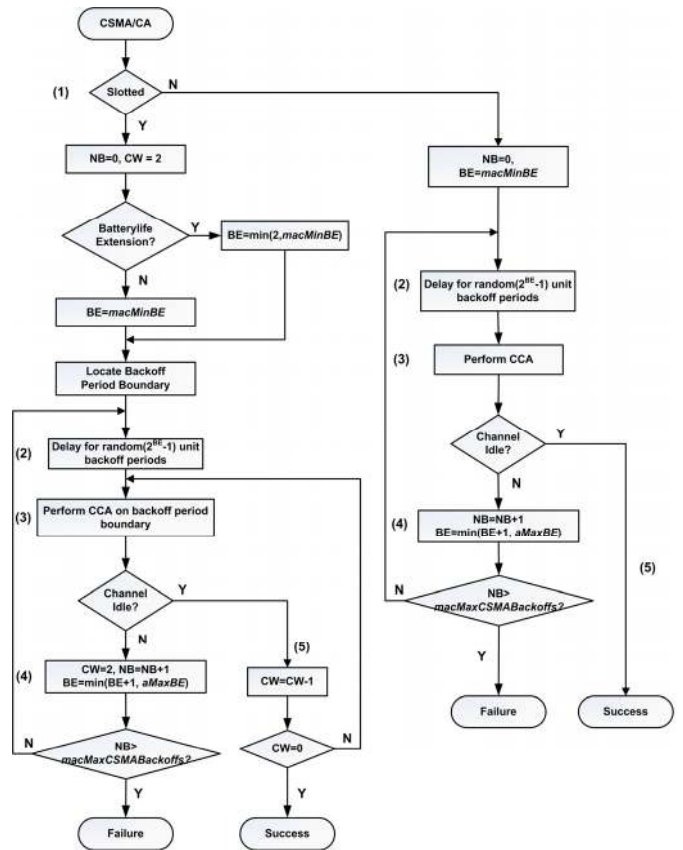 CSMA/CA
(1)
Slotted
N
Y
NB=0, CW = 2
Batterylife
Extension?
Y
BE=min(2,macMinBE)
N
BE=macMinBE
Locate Backoff
Period Boundary
(2)
Delay for random(2^BE-1) unit
backoff periods
(3)
Perform CCA on backoff period
boundary
Channel
Idle?
Y
N
(4)
CW=2, NB=NB+1
BE=min(BE+1, aMaxBE)
(5)
CW=CW-1
N
NB>
macMaxCSMABackoffs?
Y
Failure
CW=0
N
Y
Success
NB=0,
BE=macMinBE
(2)
Delay for random(2^BE-1) unit
backoff periods
(3)
Perform CCA
Channel
Idle?
Y
N
(4)
NB=NB+1
BE=min(BE+1, aMaxBE)
(5)
N
NB>
macMaxCSMABackoffs?
Y
Failure
Success